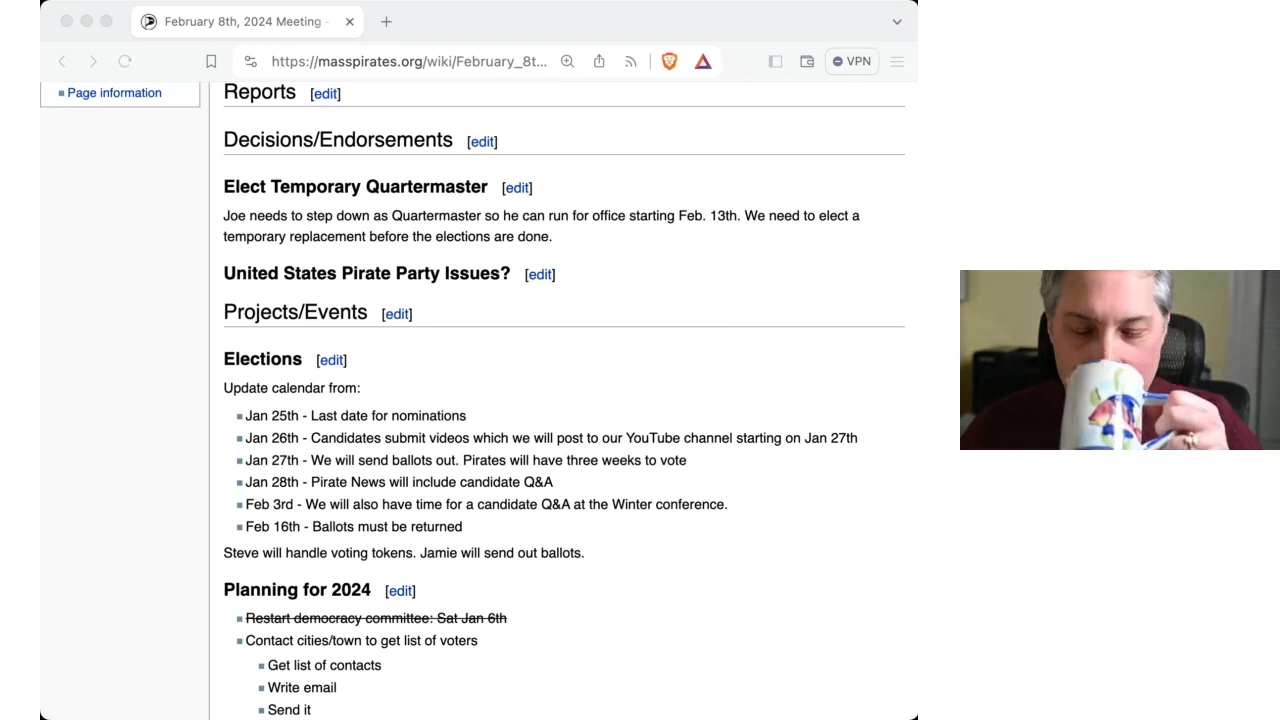 February 8th, 2024 Meeting -
https://masspirates.org/wiki/February_8t...
VPN
Page information
Reports [edit]
Decisions/Endorsements [edit]
Elect Temporary Quartermaster [edit]
Joe needs to step down as Quartermaster so he can run for office starting Feb. 13th. We need to elect a
temporary replacement before the elections are done.
United States Pirate Party Issues? [edit]
Projects/Events [edit]
Elections [edit]
Update calendar from:
Jan 25th - Last date for nominations
Jan 26th - Candidates submit videos which we will post to our YouTube channel starting on Jan 27th
Jan 27th - We will send ballots out. Pirates will have three weeks to vote
Jan 28th - Pirate News will include candidate Q&A
Feb 3rd - We will also have time for a candidate Q&A at the Winter conference.
Feb 16th - Ballots must be returned
Steve will handle voting tokens. Jamie will send out ballots.
Planning for 2024 [edit]
Restart democracy committee: Sat Jan 6th
Contact cities/town to get list of voters
Get list of contacts
Write email
Send it